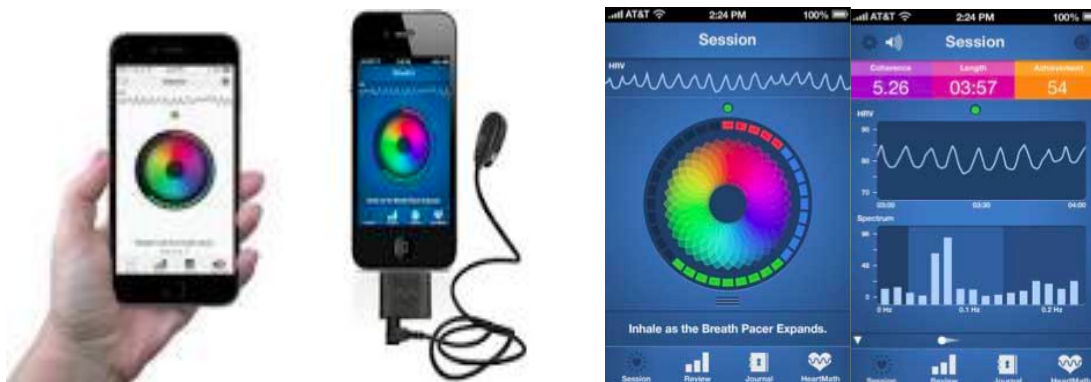 AT&T 2:24 PM 100%
Session
HRV
Inhale as the Breath Pacer Expands.
Session Review Journal HeartMath
AT&T 2:24 PM 100%
Session
Coherence Length Achievement
5.26 03:57 54
HRV
90
80
70
03:00 03:30 04:00
Spectrum
0 Hz 0.1 Hz 0.2 Hz
Session Review Journal HeartMath